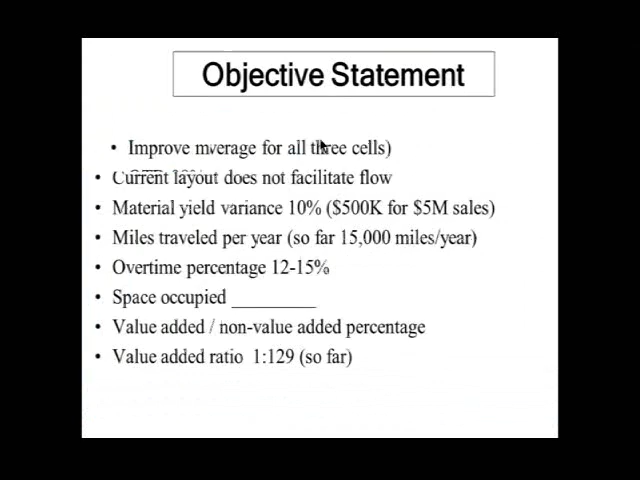 Objective Statement
• Improve for all three cells)
• Current layout does not facilitate flow
• Material yield variance 10% ($500K for $5M sales)
• Miles traveled per year (so far 15,000 miles/year)
• Overtime percentage 12-15%
• Space occupied _________
• Value added / non-value added percentage
• Value added ratio 1:129 (so far)